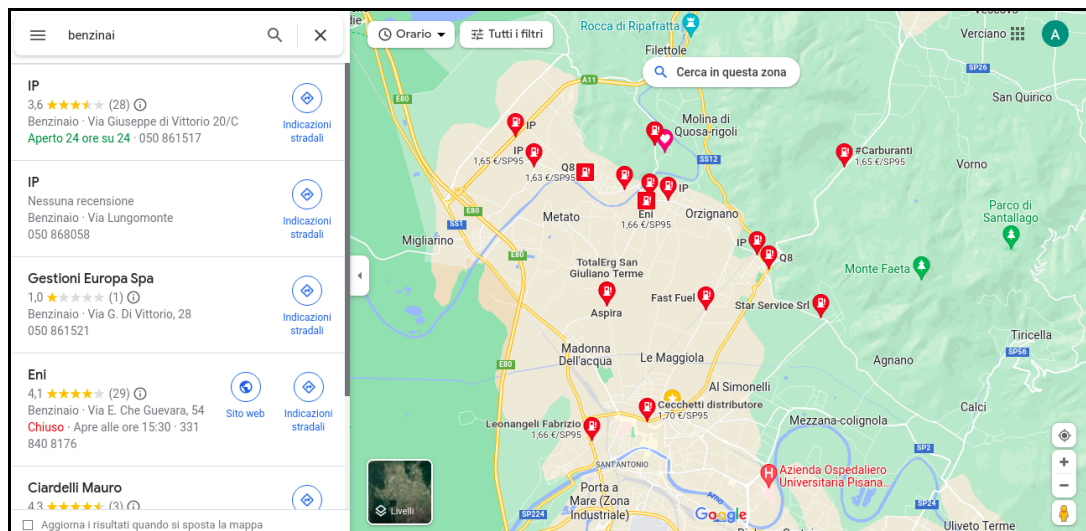 benzinai
IP
3,6 (28)
Benzinaio · Via Giuseppe di Vittorio 20/C
Aperto 24 ore su 24 · 050 861517
Indicazioni
stradali
IP
Nessuna recensione
Benzinaio · Via Lungomonte
050 868058
Indicazioni
stradali
Gestioni Europa Spa
1,0 (1)
Benzinaio · Via G. Di Vittorio, 28
050 861521
Indicazioni
stradali
Eni
4,1 (29)
Benzinaio · Via E. Che Guevara, 54
Chiuso · Apre alle ore 15:30 · 331
840 8176
Sito web
Indicazioni
stradali
Ciardelli Mauro
4,3 (3)
Aggiorna i risultati quando si sposta la mappa
Orario
Tutti i filtri
Rocca di Ripafratta
Filettole
Verciano
A
Cerca in questa zona
SP26
San Quirico
A11
E80
Molina di
Quosa-rigoli
IP
IP
1,65 €/SP95
Q8
1,63 €/SP95
SS12
#Carburanti
1,65 €/SP95
Vorno
IP
Eni
1,66 €/SP95
Metato
Orzignano
E80
SS1
Migliarino
E80
Parco di
Santallago
IP
Q8
Monte Faeta
TotalErg San
Giuliano Terme
Aspira
Fast Fuel
Star Service Srl
Tiricella
SP56
Madonna
Dell'acqua
Le Maggiola
Agnano
E80
Al Simonelli
Cecchetti distributore
1,70 €/SP95
Calci
Mezzana-colignola
Leonangeli Fabrizio
1,66 €/SP95
SP2
SANT'ANTONIO
Azienda Ospedaliero
Universitaria Pisana...
Porta a
Mare (Zona
Industriale)
Arno
SP224
Livelli
Google
Uliveto Terme